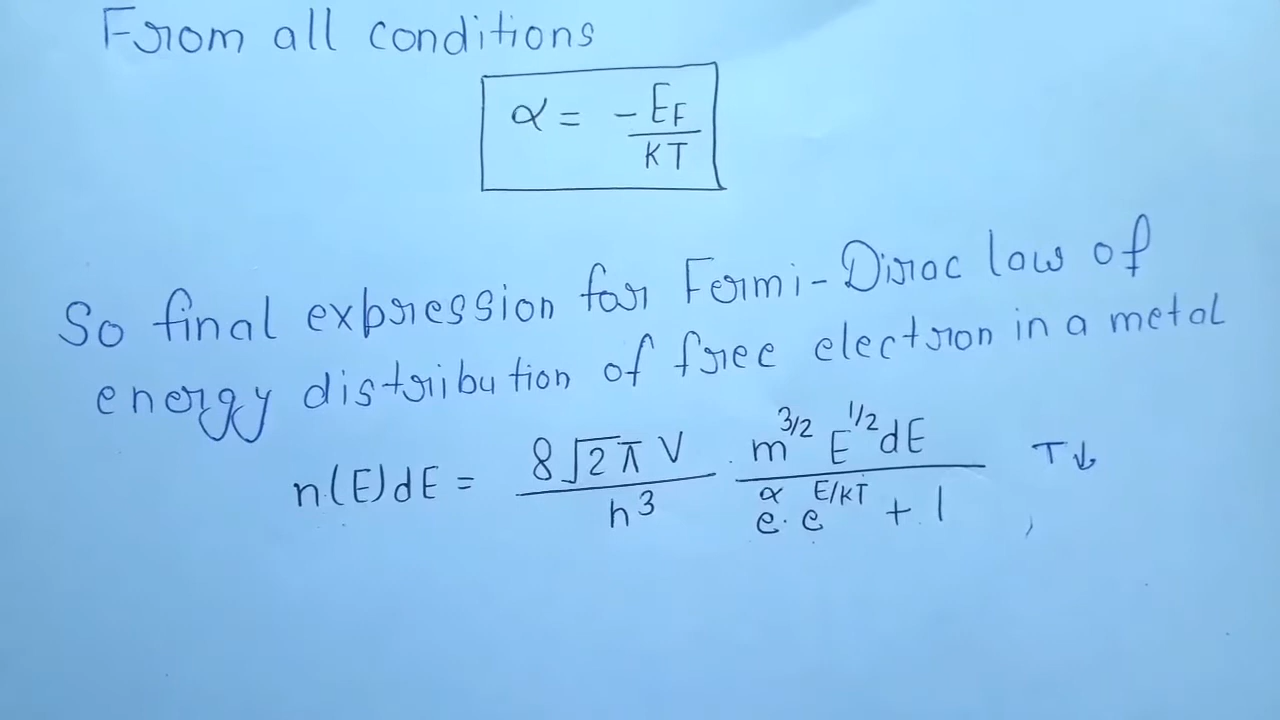 From all conditions
α = -E_F/KT
So final expression for Fermi-Dirac law of
energy distribution of free electron in a metal
n(E)dE = 8√2πV/h³ · m^3/2 E^1/2 dE/(e^α · e^E/KT + 1) T↓